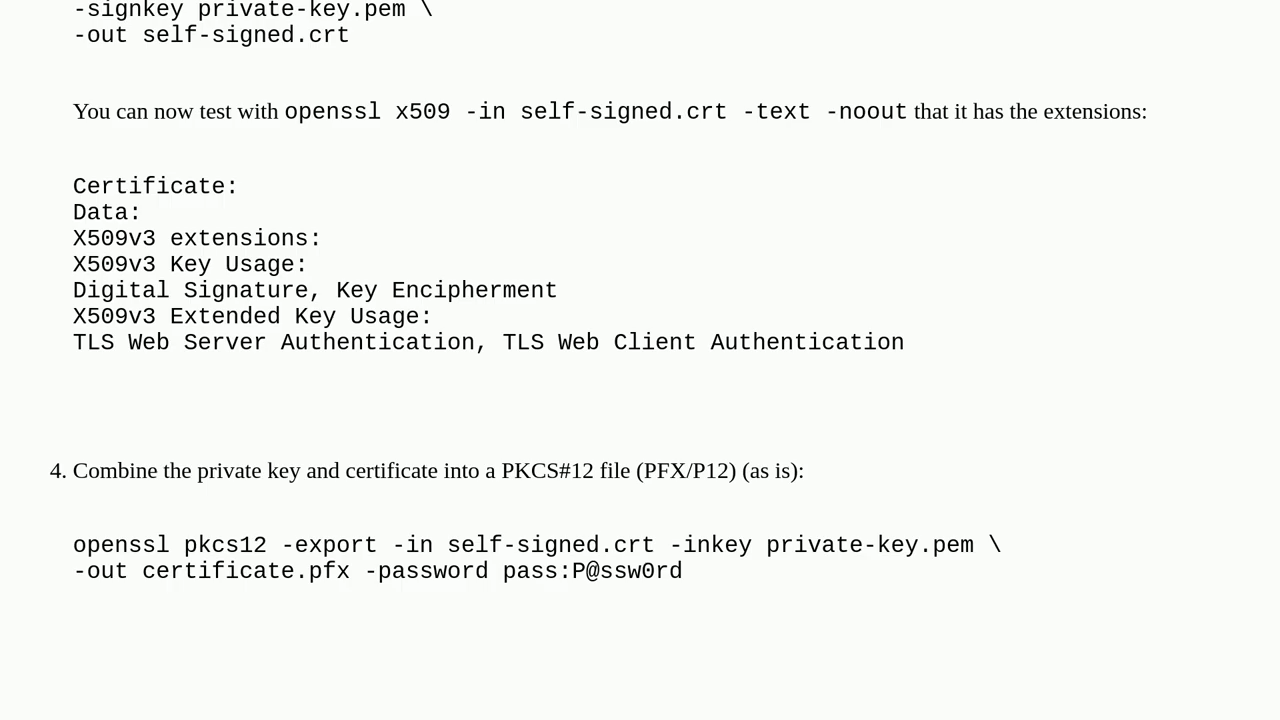 -signkey private-key.pem \
-out self-signed.crt
You can now test with openssl x509 -in self-signed.crt -text -noout that it has the extensions:
Certificate:
Data:
X509v3 extensions:
X509v3 Key Usage:
Digital Signature, Key Encipherment
X509v3 Extended Key Usage:
TLS Web Server Authentication, TLS Web Client Authentication
4. Combine the private key and certificate into a PKCS#12 file (PFX/P12) (as is):
openssl pkcs12 -export -in self-signed.crt -inkey private-key.pem \
-out certificate.pfx -password pass:P@ssw0rd